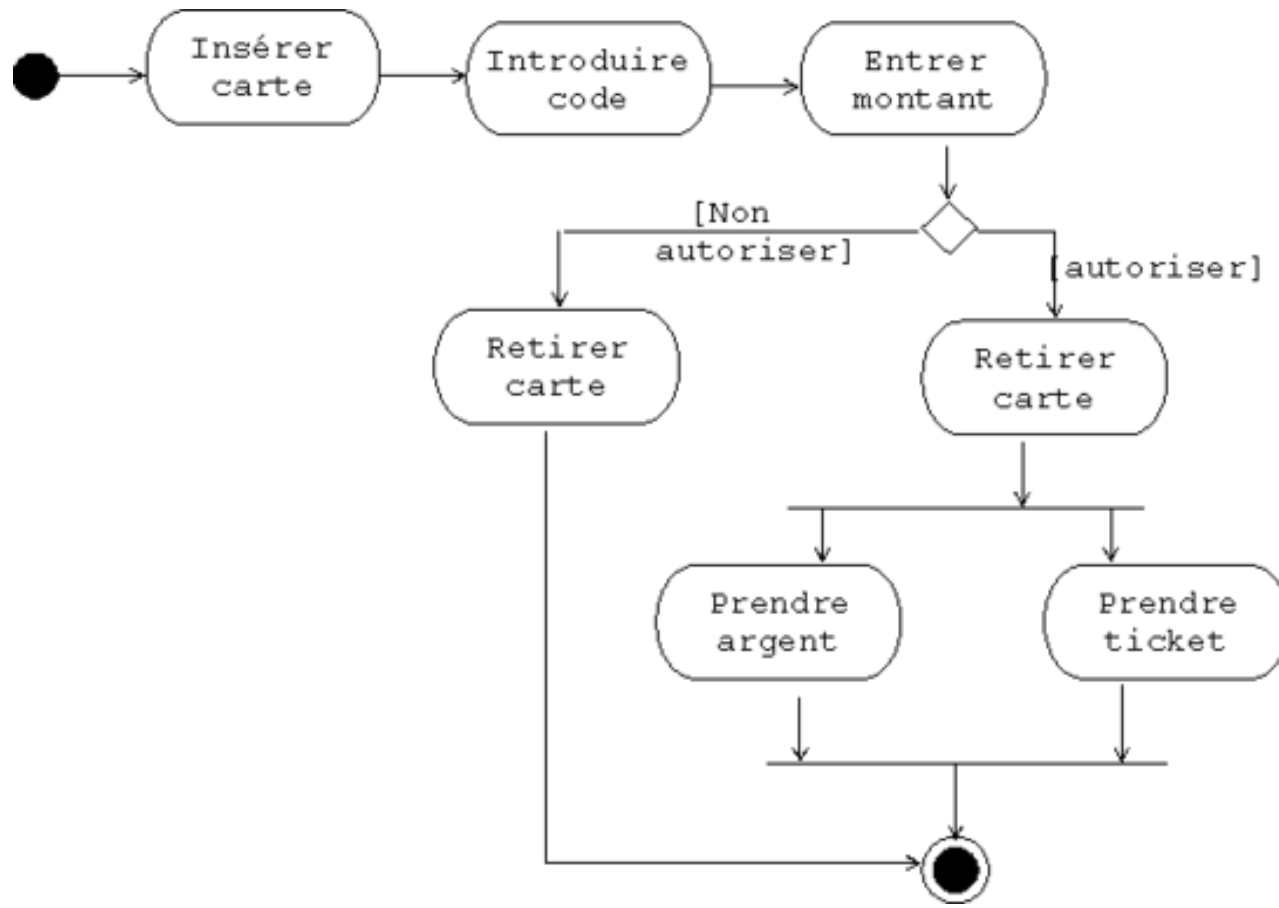 Insérer
carte
Introduire
code
Entrer
montant
[Non
autoriser]
[autoriser]
Retirer
carte
Retirer
carte
Prendre
argent
Prendre
ticket